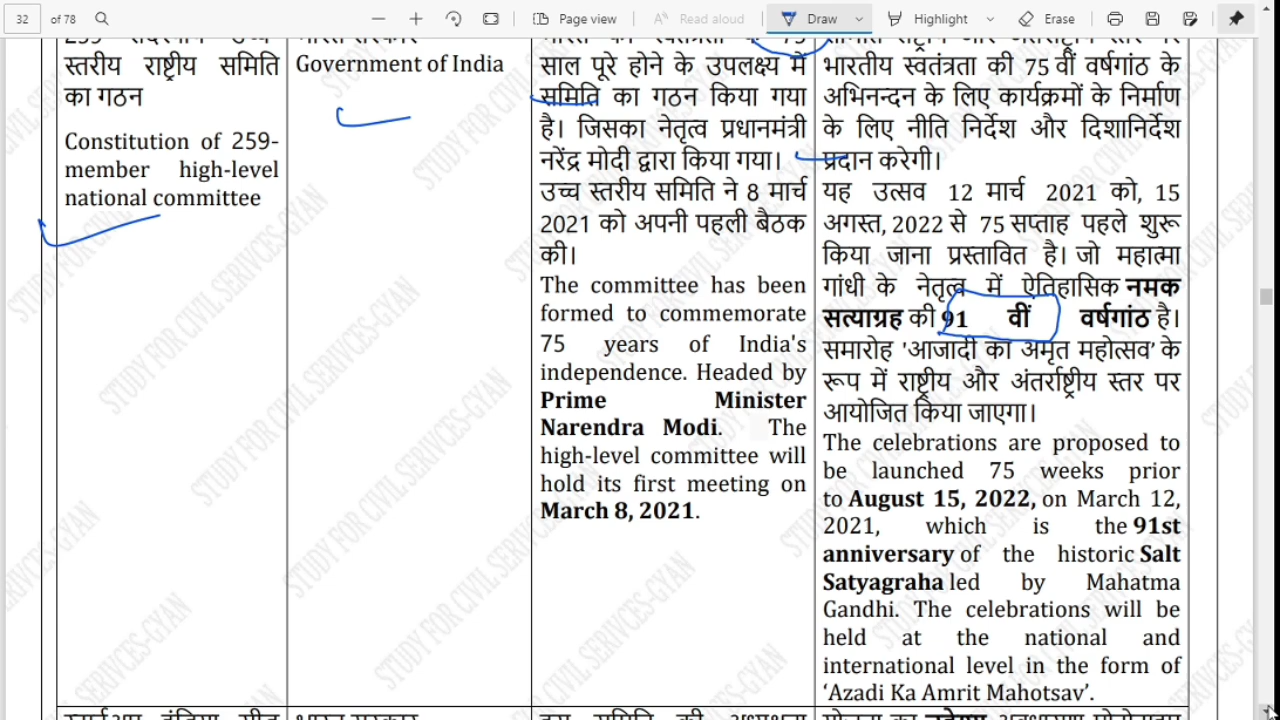 32 of 78
Page view
Read aloud
Draw
Highlight
Erase
स्तरीय राष्ट्रीय समिति
का गठन
Constitution of 259-
member high-level
national committee
Government of India
साल पूरे होने के उपलक्ष्य में
समिति का गठन किया गया
है। जिसका नेतृत्व प्रधानमंत्री
नरेंद्र मोदी द्वारा किया गया।
उच्च स्तरीय समिति ने 8 मार्च
2021 को अपनी पहली बैठक
की।
The committee has been
formed to commemorate
75 years of India's
independence. Headed by
Prime Minister
Narendra Modi. The
high-level committee will
hold its first meeting on
March 8, 2021.
भारतीय स्वतंत्रता की 75 वीं वर्षगांठ के
अभिनन्दन के लिए कार्यक्रमों के निर्माण
के लिए नीति निर्देश और दिशानिर्देश
प्रदान करेगी।
यह उत्सव 12 मार्च 2021 को, 15
अगस्त, 2022 से 75 सप्ताह पहले शुरू
किया जाना प्रस्तावित है। जो महात्मा
गांधी के नेतृत्व में ऐतिहासिक नमक
सत्याग्रह की 91 वीं वर्षगांठ है।
समारोह 'आजादी का अमृत महोत्सव' के
रूप में राष्ट्रीय और अंतर्राष्ट्रीय स्तर पर
आयोजित किया जाएगा।
The celebrations are proposed to
be launched 75 weeks prior
to August 15, 2022, on March 12,
2021, which is the 91st
anniversary of the historic Salt
Satyagraha led by Mahatma
Gandhi. The celebrations will be
held at the national and
international level in the form of
‘Azadi Ka Amrit Mahotsav’.
STUDY FOR CIVIL SERIVCES-GYAN